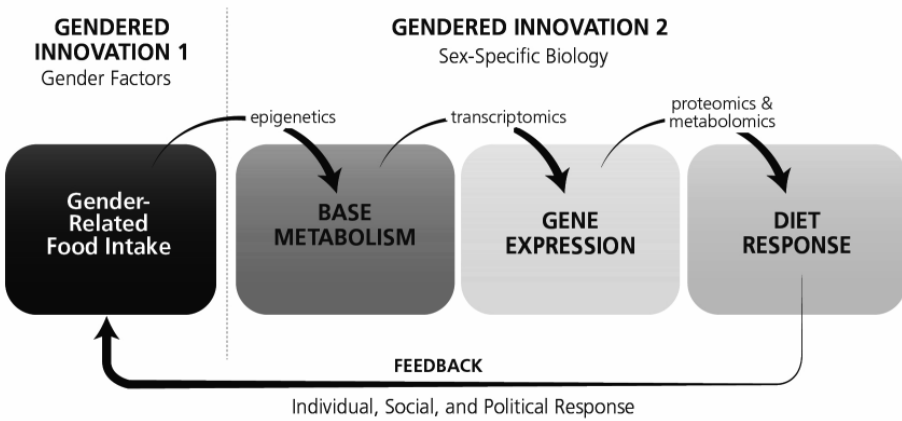 GENDERED
INNOVATION 1
Gender Factors
GENDERED INNOVATION 2
Sex-Specific Biology
epigenetics
transcriptomics
proteomics &
metabolomics
Gender-
Related
Food Intake
BASE
METABOLISM
GENE
EXPRESSION
DIET
RESPONSE
FEEDBACK
Individual, Social, and Political Response